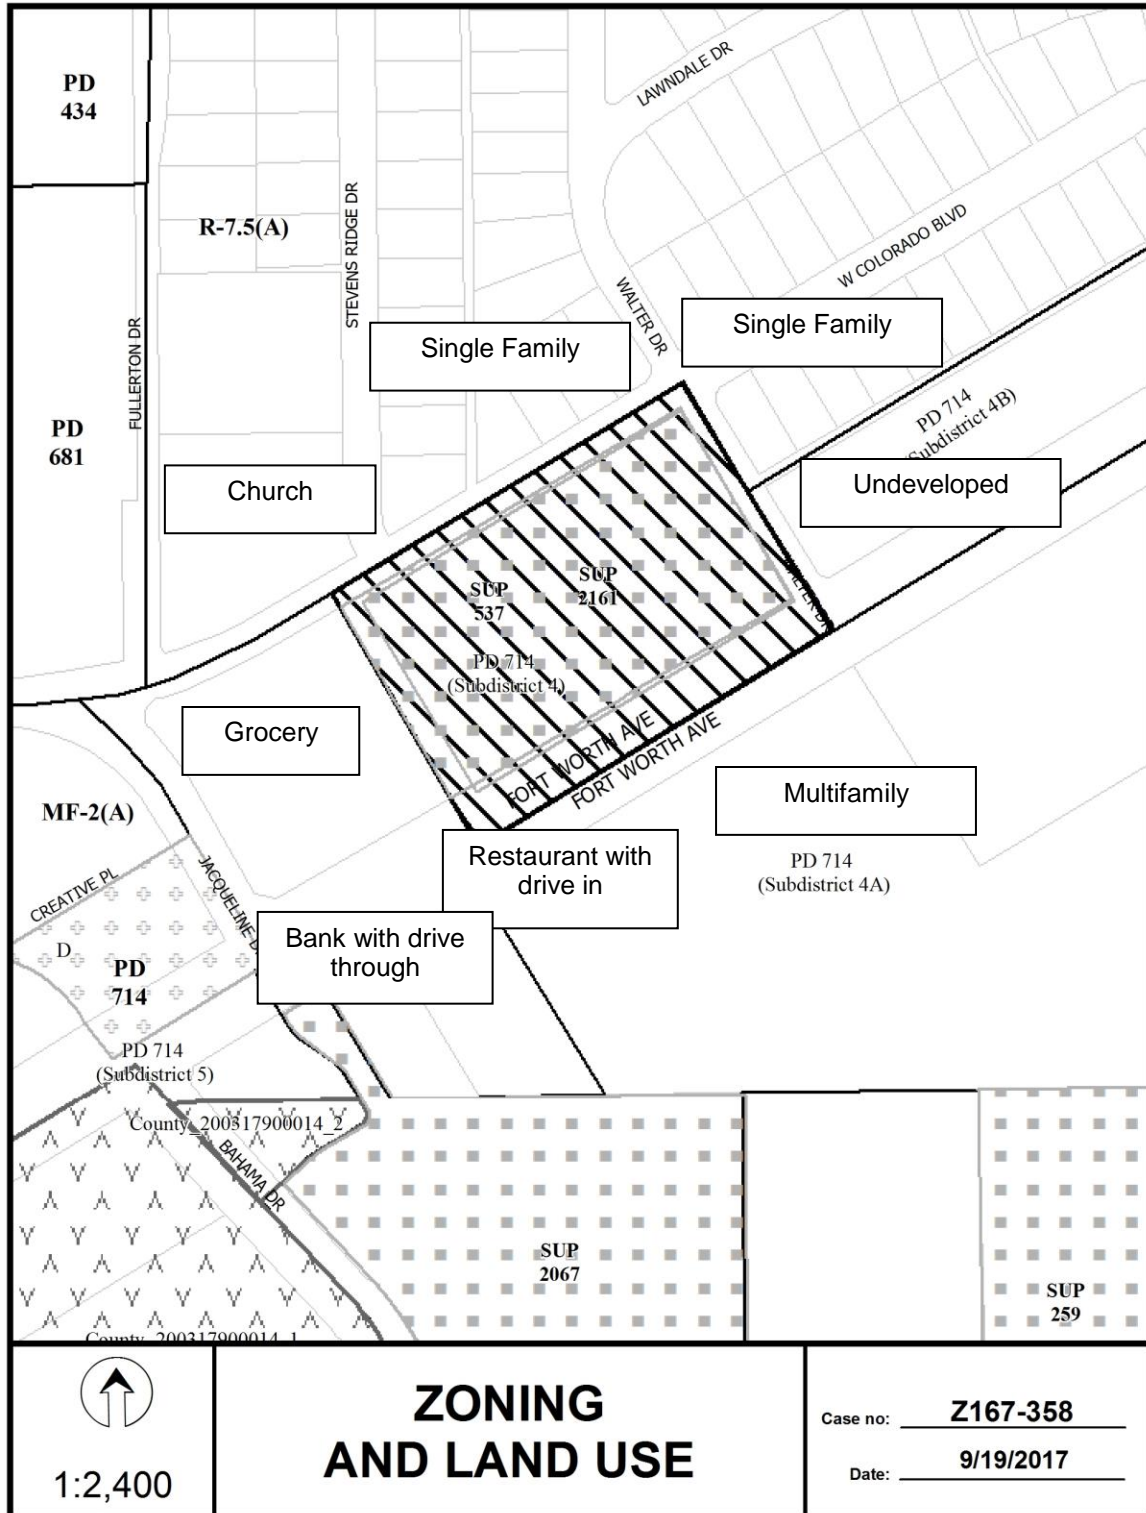 PD
434
LAWNDALE DR
R-7.5(A)
STEVENS RIDGE DR
W COLORADO BLVD
WALTER DR
FULLERTON DR
Single Family
Single Family
PD 714
(Subdistrict 4B)
PD
681
Church
Undeveloped
SUP
537
SUP
2161
WALTER DR
PD 714
(Subdistrict 4)
Grocery
FORT WORTH AVE
FORT WORTH AVE
Multifamily
MF-2(A)
Restaurant with
drive in
PD 714
(Subdistrict 4A)
CREATIVE PL
JACQUELINE D
Bank with drive
through
D
PD
714
PD 714
(Subdistrict 5)
County_200317900014_2
BAHAMA DR
SUP
2067
SUP
259
County_200317900014_1
1:2,400
ZONING
AND LAND USE
Case no: Z167-358
Date: 9/19/2017